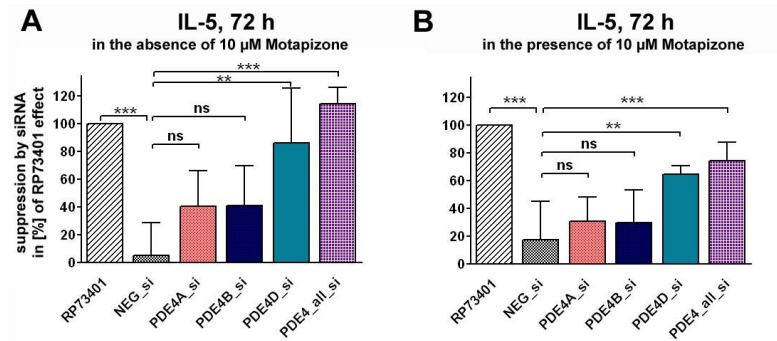 A
IL-5, 72 h
in the absence of 10 µM Motapizone
suppression by siRNA
in [%] of RP73401 effect
120
100
80
60
40
20
0
***
**
***
ns
ns
RP73401
NEG_si
PDE4A_si
PDE4B_si
PDE4D_si
PDE4_all_si
B
IL-5, 72 h
in the presence of 10 µM Motapizone
120
100
80
60
40
20
0
***
***
**
ns
ns
RP73401
NEG_si
PDE4A_si
PDE4B_si
PDE4D_si
PDE4_all_si